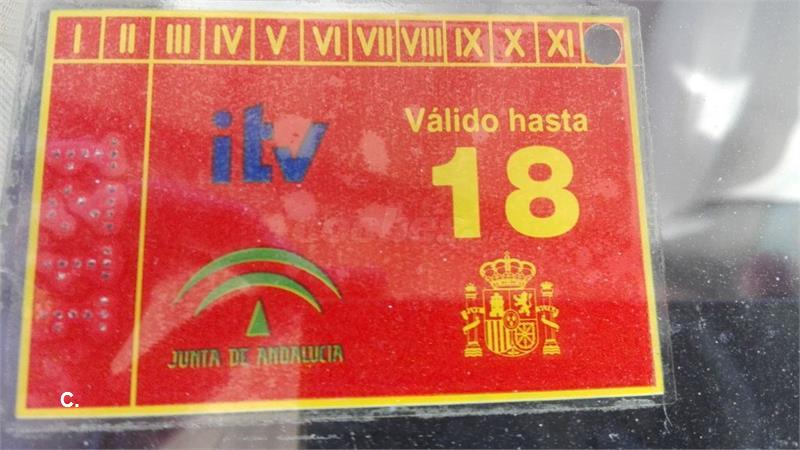 I II III IV V VI VII VIII IX X XI
itv
Válido hasta
18
JUNTA DE ANDALUCIA
C.